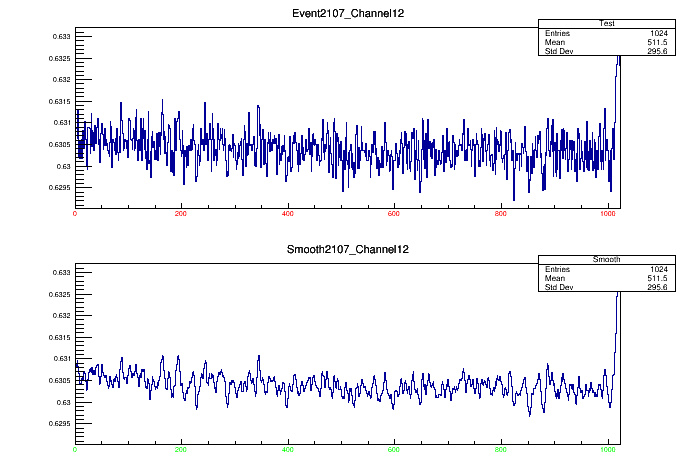 Event2107_Channel12
Test
Entries 1024
Mean 511.5
Std Dev 295.6
0.633
0.6325
0.632
0.6315
0.631
0.6305
0.63
0.6295
0 200 400 600 800 1000
Smooth2107_Channel12
Smooth
Entries 1024
Mean 511.5
Std Dev 295.6
0.633
0.6325
0.632
0.6315
0.631
0.6305
0.63
0.6295
0 200 400 600 800 1000